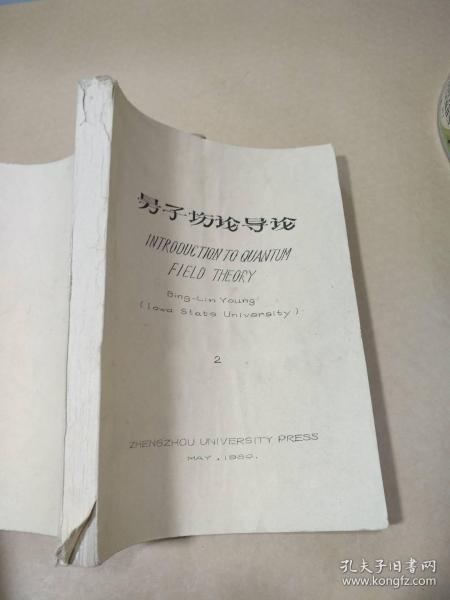 量子场论导论
INTRODUCTION TO QUANTUM
FIELD THEORY
Bing-Lin Young
(Iowa State University)
2
ZHENGZHOU UNIVERSITY PRESS
MAY, 1980.
孔夫子旧书网
www.kongfz.com